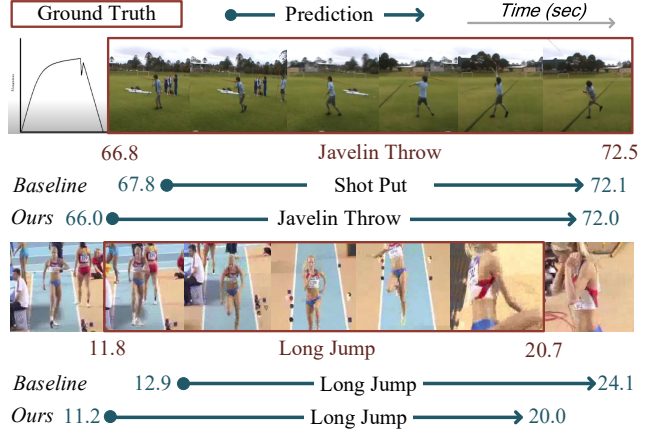 Ground Truth Prediction Time (sec)
66.8 Javelin Throw 72.5
Baseline 67.8 Shot Put 72.1
Ours 66.0 Javelin Throw 72.0
11.8 Long Jump 20.7
Baseline 12.9 Long Jump 24.1
Ours 11.2 Long Jump 20.0